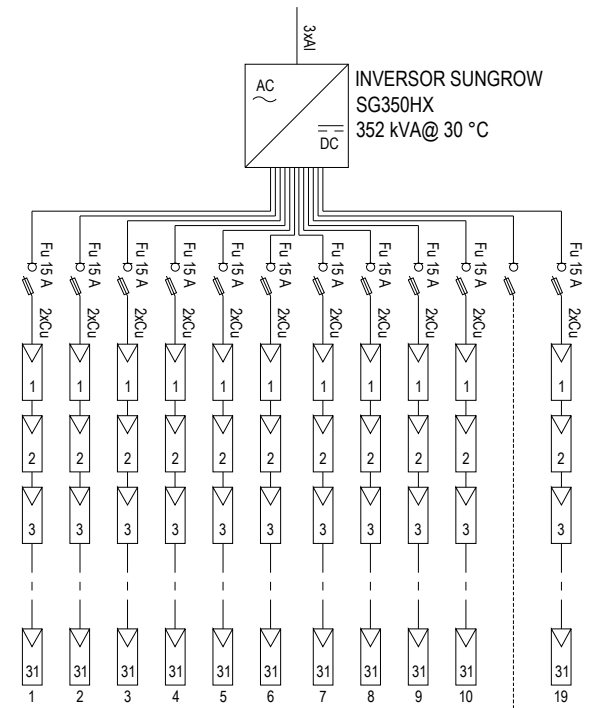 3xAl
AC
DC
INVERSOR SUNGROW
SG350HX
352 kVA@ 30 °C
Fu 15 A Fu 15 A Fu 15 A Fu 15 A Fu 15 A Fu 15 A Fu 15 A Fu 15 A Fu 15 A Fu 15 A Fu 15 A
2xCu 2xCu 2xCu 2xCu 2xCu 2xCu 2xCu 2xCu 2xCu 2xCu 2xCu
1 1 1 1 1 1 1 1 1 1 1
2 2 2 2 2 2 2 2 2 2 2
3 3 3 3 3 3 3 3 3 3 3
31 31 31 31 31 31 31 31 31 31 31
1 2 3 4 5 6 7 8 9 10 19